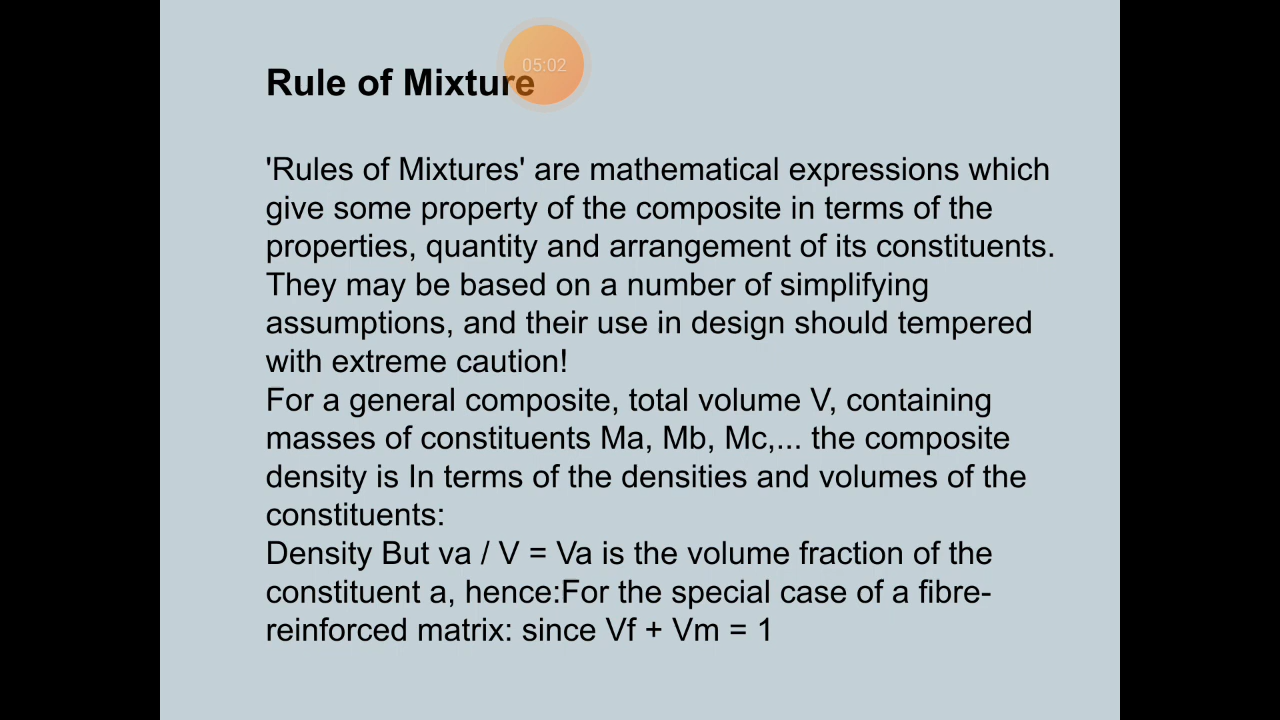 05:02
Rule of Mixture
'Rules of Mixtures' are mathematical expressions which
give some property of the composite in terms of the
properties, quantity and arrangement of its constituents.
They may be based on a number of simplifying
assumptions, and their use in design should tempered
with extreme caution!
For a general composite, total volume V, containing
masses of constituents Ma, Mb, Mc,... the composite
density is In terms of the densities and volumes of the
constituents:
Density But va / V = Va is the volume fraction of the
constituent a, hence:For the special case of a fibre-
reinforced matrix: since Vf + Vm = 1